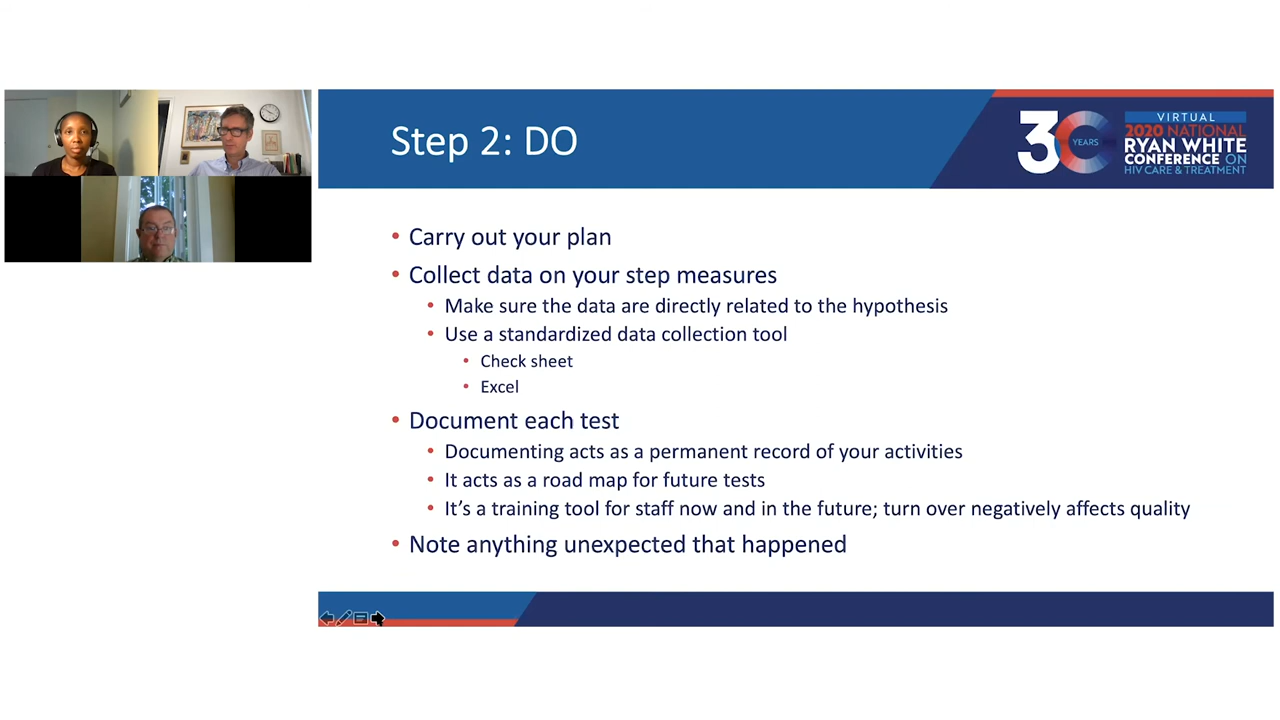 Step 2: DO
30
YEARS
VIRTUAL
2020 NATIONAL
RYAN WHITE
CONFERENCE ON
HIV CARE & TREATMENT
• Carry out your plan
• Collect data on your step measures
• Make sure the data are directly related to the hypothesis
• Use a standardized data collection tool
• Check sheet
• Excel
• Document each test
• Documenting acts as a permanent record of your activities
• It acts as a road map for future tests
• It’s a training tool for staff now and in the future; turn over negatively affects quality
• Note anything unexpected that happened